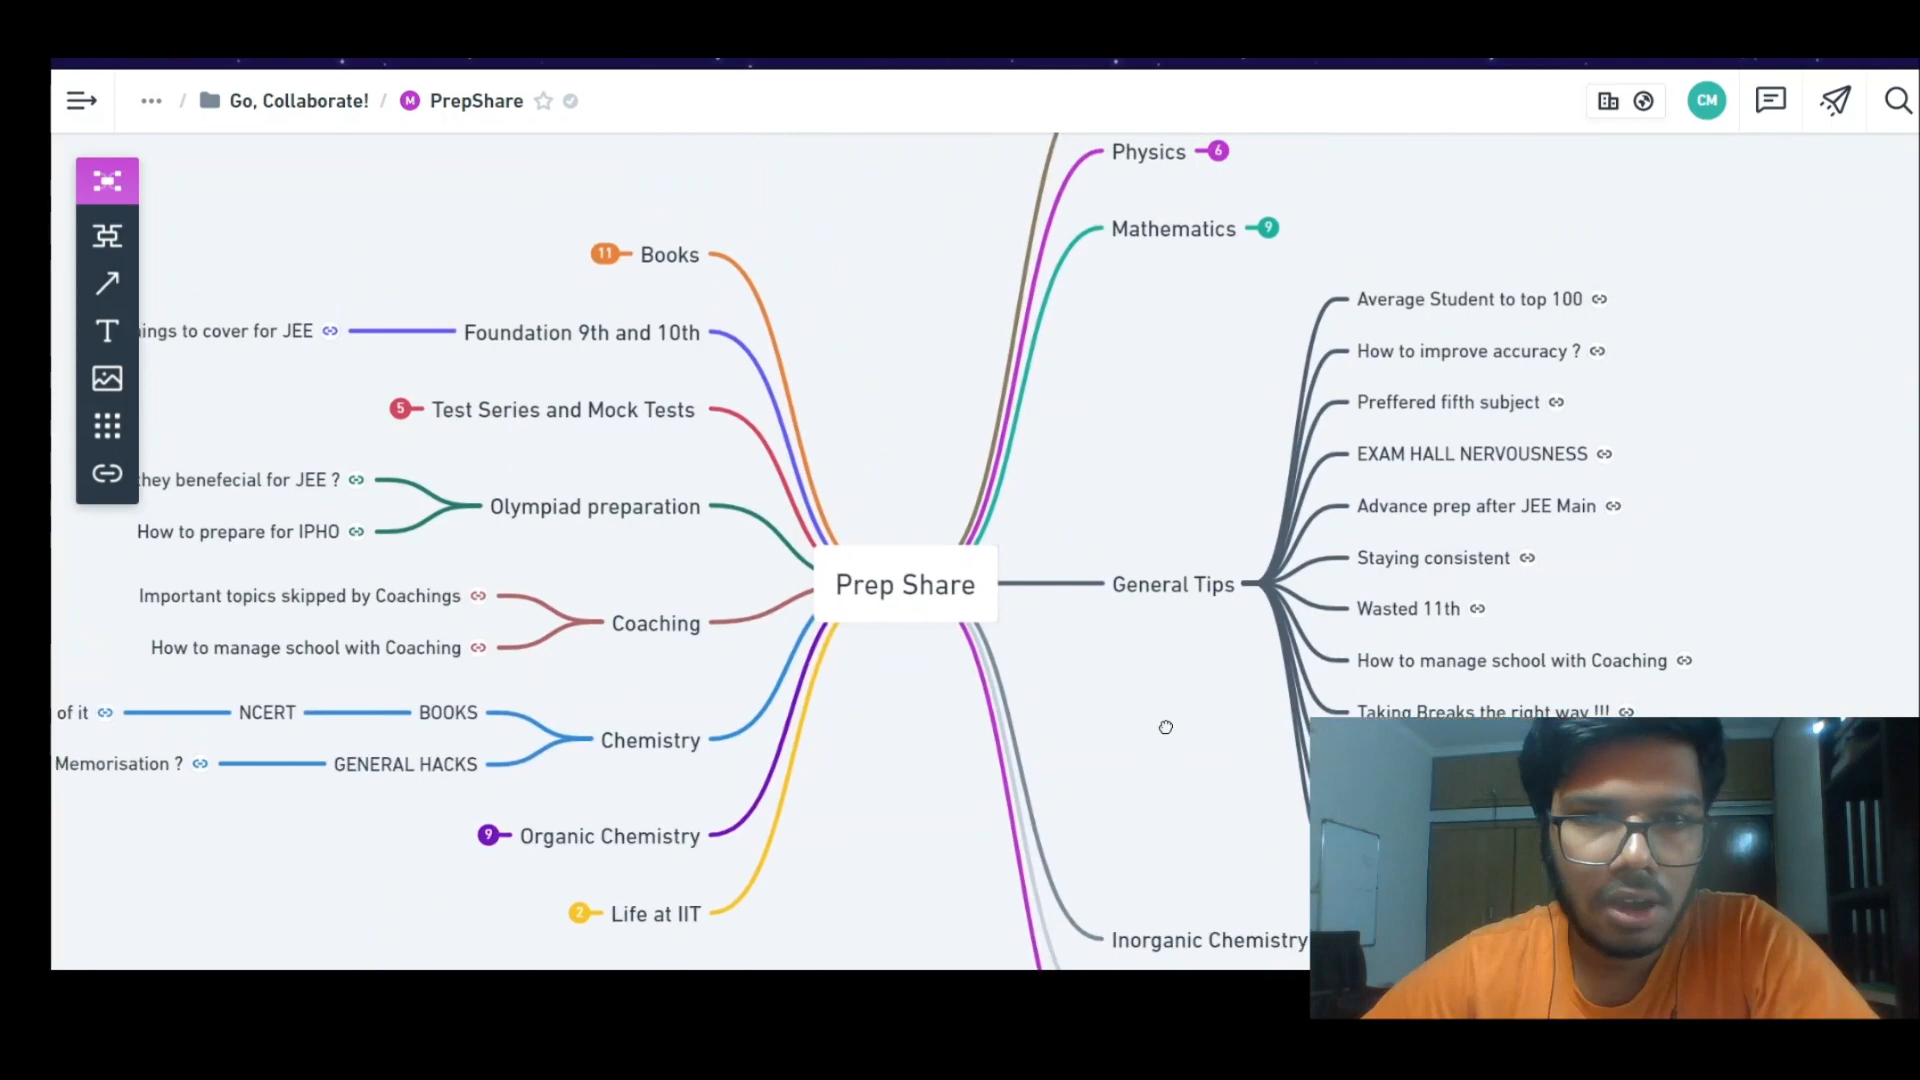 Go, Collaborate! / M PrepShare
CM
Physics 6
Mathematics 9
11 Books
ings to cover for JEE
Foundation 9th and 10th
5 Test Series and Mock Tests
they benefecial for JEE ?
How to prepare for IPHO
Olympiad preparation
Important topics skipped by Coachings
How to manage school with Coaching
Coaching
of it
NCERT
BOOKS
Memorisation ?
GENERAL HACKS
Chemistry
9 Organic Chemistry
2 Life at IIT
Prep Share
General Tips
Average Student to top 100
How to improve accuracy ?
Preffered fifth subject
EXAM HALL NERVOUSNESS
Advance prep after JEE Main
Staying consistent
Wasted 11th
How to manage school with Coaching
Taking Breaks the right way !!!
Inorganic Chemistry
T